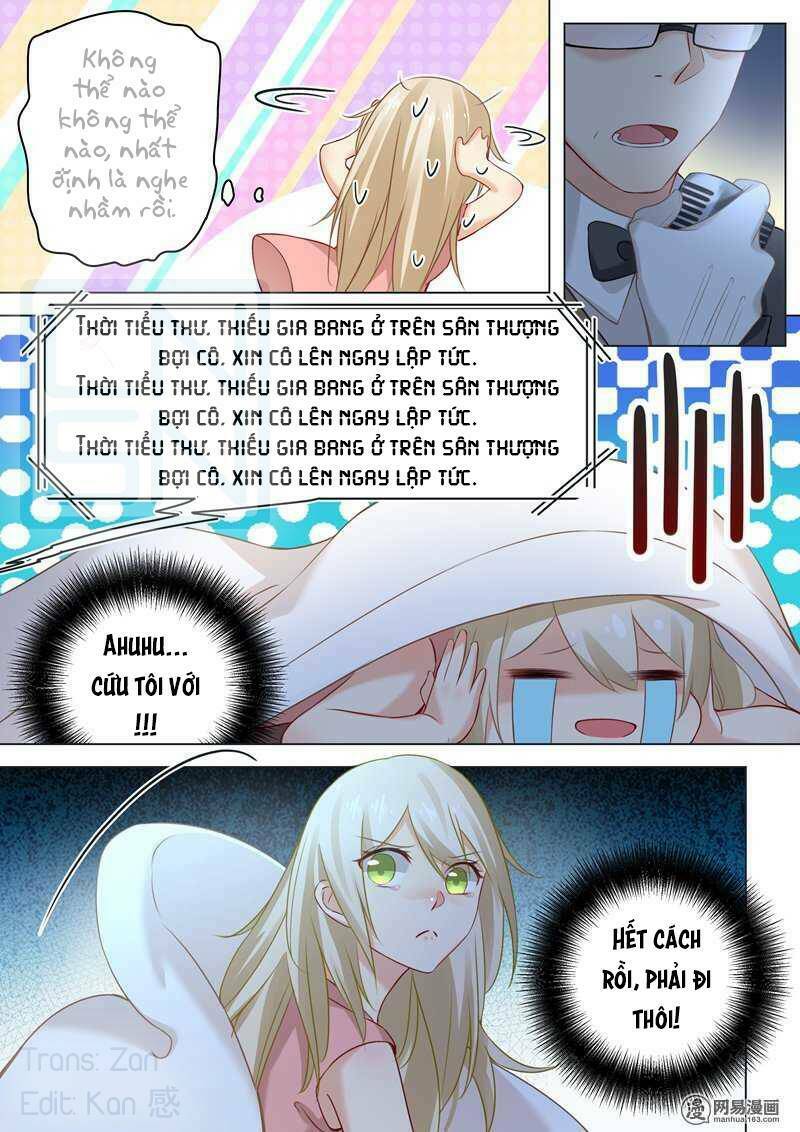 Không
thể nào
không thể
nào, nhất
định là nghe
nhầm rồi.
THỜI TIỂU THƯ, THIẾU GIA BANG Ở TRÊN SÂN THƯỢNG
BỢI CÔ, XIN CÔ LÊN NGAY LẬP TỨC.
THỜI TIỂU THƯ, THIẾU GIA BANG Ở TRÊN SÂN THƯỢNG
BỢI CÔ, XIN CÔ LÊN NGAY LẬP TỨC.
THỜI TIỂU THƯ, THIẾU GIA BANG Ở TRÊN SÂN THƯỢNG
BỢI CÔ, XIN CÔ LÊN NGAY LẬP TỨC.
AHUHU...
CỨU TÔI VỚI
!!!
HẾT CÁCH
RỒI, PHẢI ĐI
THÔI!
Trans: Zan
Edit: Kan 感
网易漫画
manhua.163.com